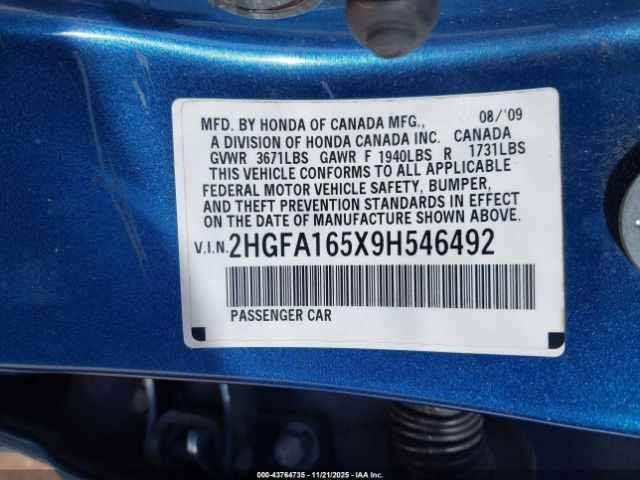 MFD. BY HONDA OF CANADA MFG., 08/'09
A DIVISION OF HONDA CANADA INC. CANADA
GVWR 3671LBS GAWR F 1940LBS R 1731LBS
THIS VEHICLE CONFORMS TO ALL APPLICABLE
FEDERAL MOTOR VEHICLE SAFETY, BUMPER,
AND THEFT PREVENTION STANDARDS IN EFFECT
ON THE DATE OF MANUFACTURE SHOWN ABOVE.
V.I.N. 2HGFA165X9H546492
PASSENGER CAR
000-43764735 - 11/21/2025 - IAA Inc.